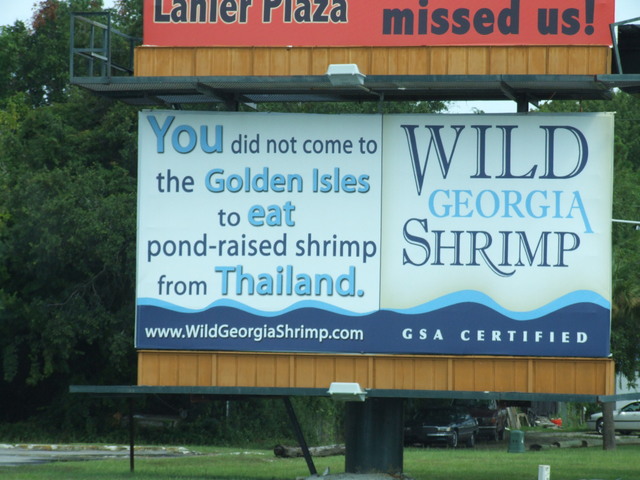 Lanier Plaza
missed us!
You did not come to
the Golden Isles
to eat
pond-raised shrimp
from Thailand.
www.WildGeorgiaShrimp.com
WILD
GEORGIA
SHRIMP
GSA CERTIFIED